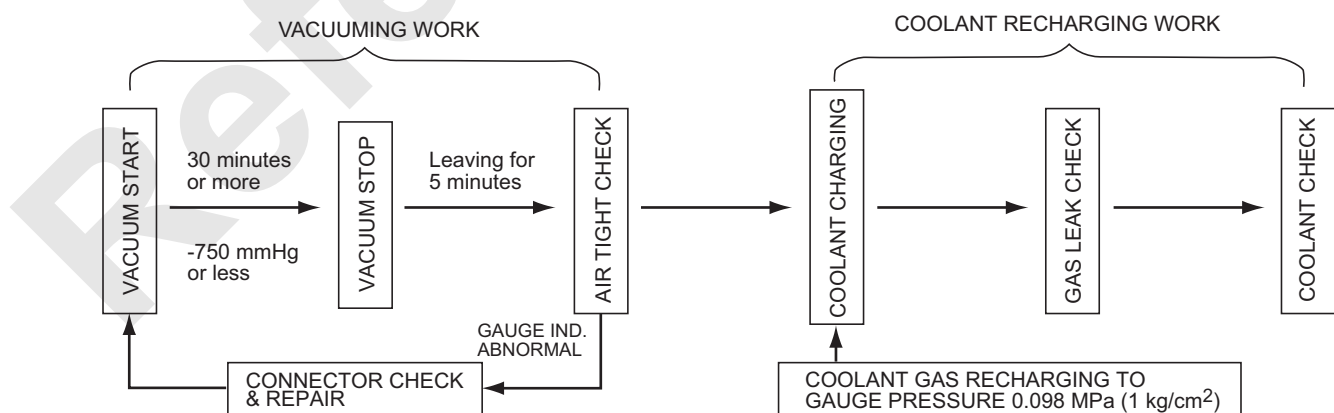 VACUUMING WORK
COOLANT RECHARGING WORK
VACUUM START
30 minutes
or more
-750 mmHg
or less
VACUUM STOP
Leaving for
5 minutes
AIR TIGHT CHECK
COOLANT CHARGING
GAS LEAK CHECK
COOLANT CHECK
GAUGE IND.
ABNORMAL
CONNECTOR CHECK
& REPAIR
COOLANT GAS RECHARGING TO
GAUGE PRESSURE 0.098 MPa (1 kg/cm²)